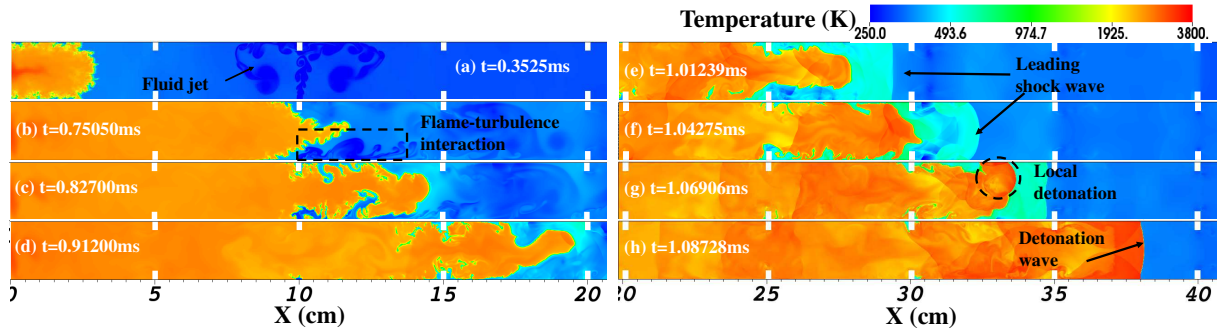 Temperature (K)
250.0 493.6 974.7 1925. 3800.
Fluid jet
(a) t=0.3525ms
(b) t=0.75050ms
Flame-turbulence
interaction
(c) t=0.82700ms
(d) t=0.91200ms
0 5 10 15 20
X (cm)
(e) t=1.01239ms
Leading
shock wave
(f) t=1.04275ms
(g) t=1.06906ms
Local
detonation
(h) t=1.08728ms
Detonation
wave
20 25 30 35 40
X (cm)